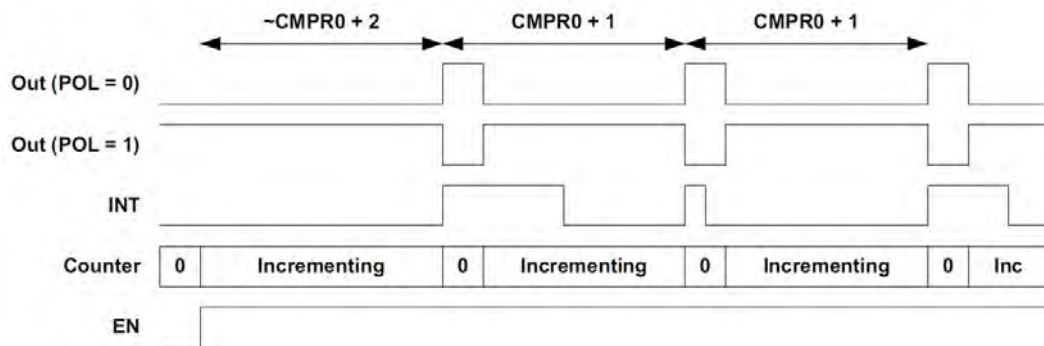 ~CMPR0 + 2 CMPR0 + 1 CMPR0 + 1
Out (POL = 0)
Out (POL = 1)
INT
Counter 0 Incrementing 0 Incrementing 0 Incrementing 0 Inc
EN